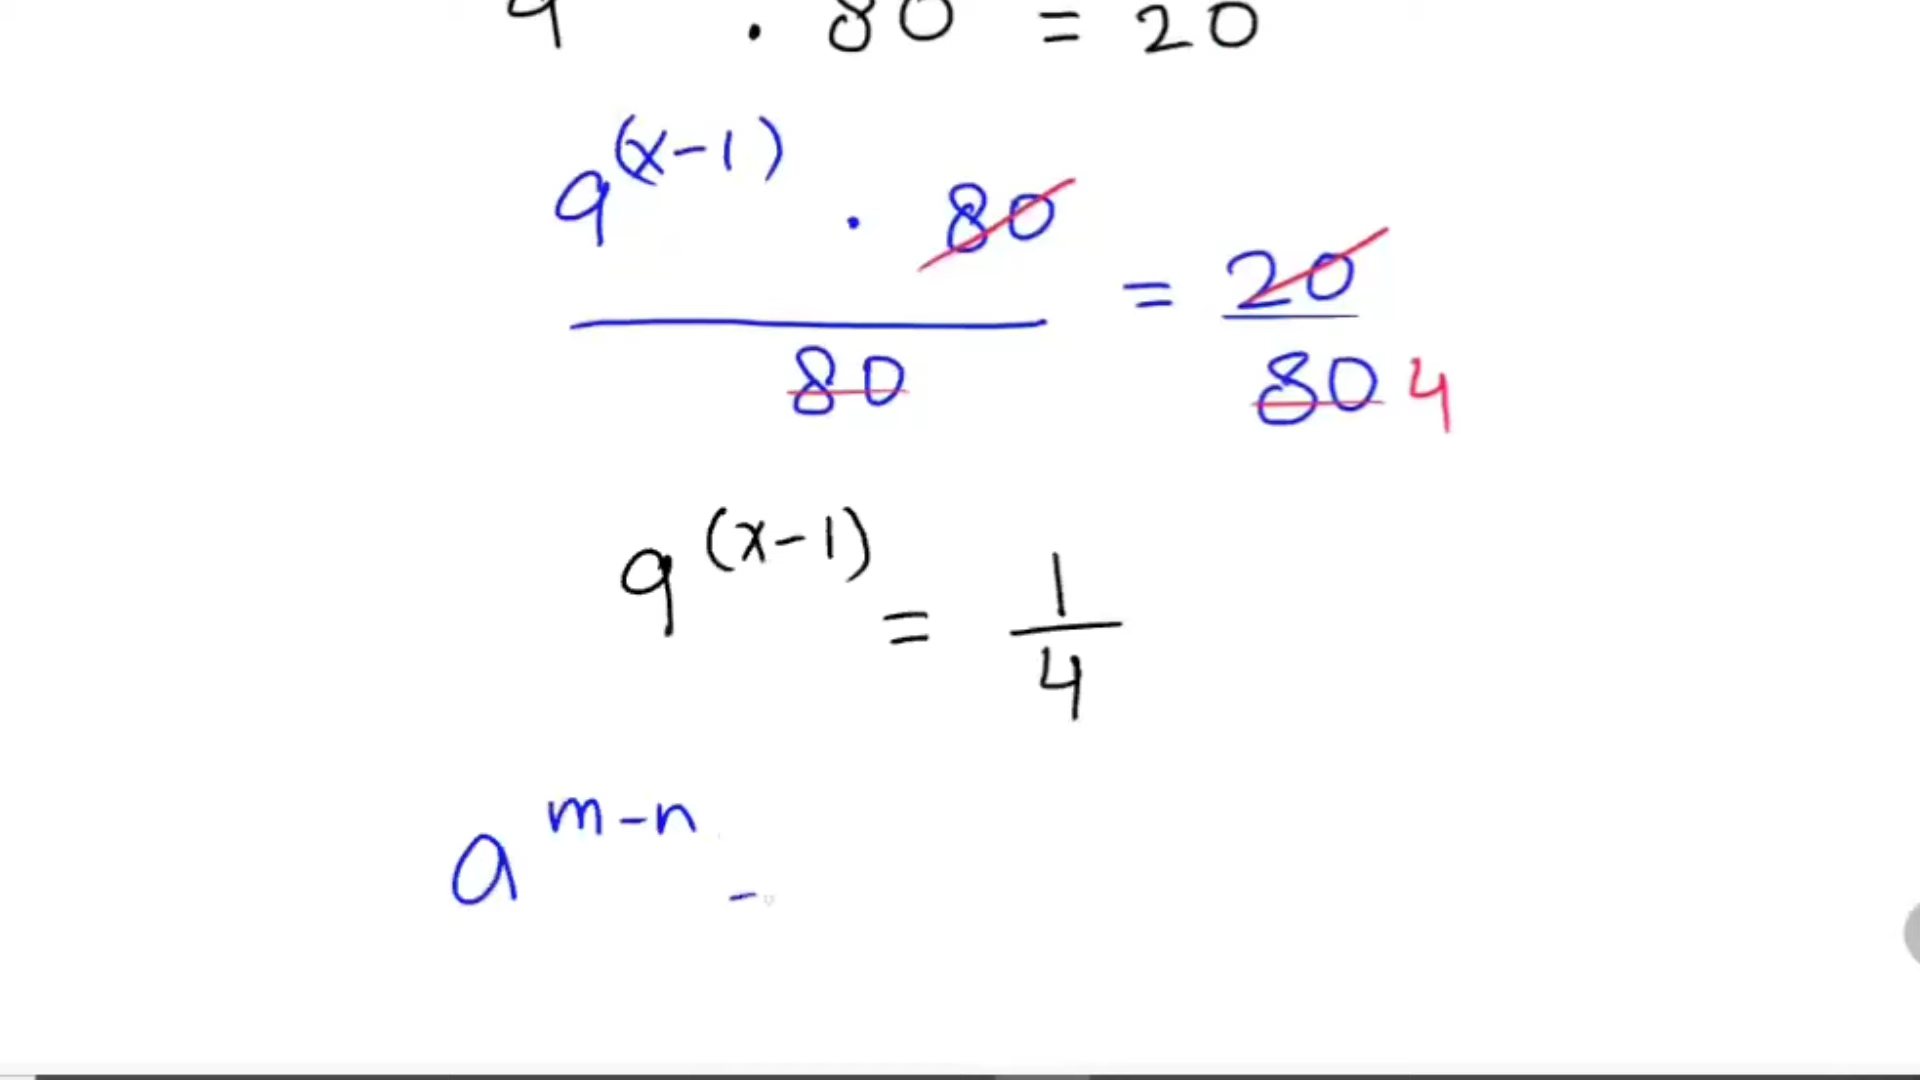 9 . 80 = 20
9^(x-1) . 80 / 80 = 20 / 80 4
9^(x-1) = 1/4
a^m-n -